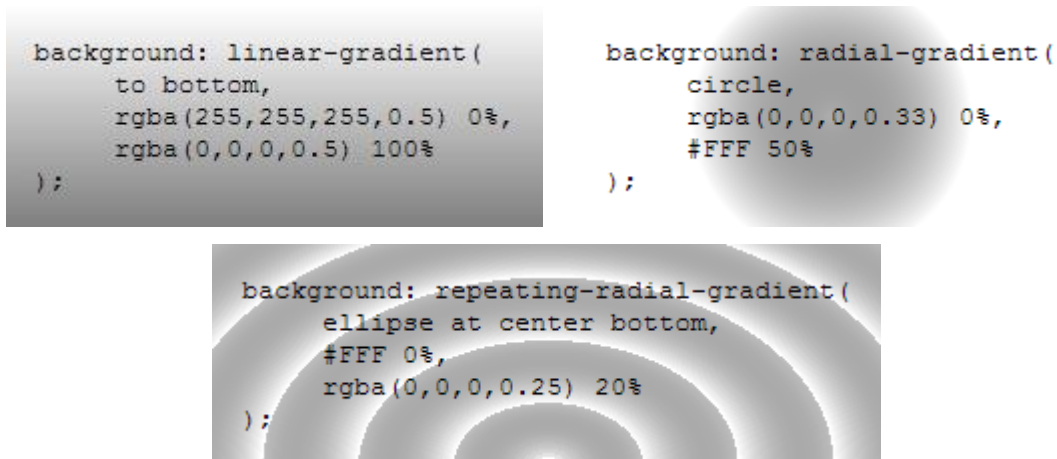 background: linear-gradient(
to bottom,
rgba(255,255,255,0.5) 0%,
rgba(0,0,0,0.5) 100%
);
background: radial-gradient(
circle,
rgba(0,0,0,0.33) 0%,
#FFF 50%
);
background: repeating-radial-gradient(
ellipse at center bottom,
#FFF 0%,
rgba(0,0,0,0.25) 20%
);